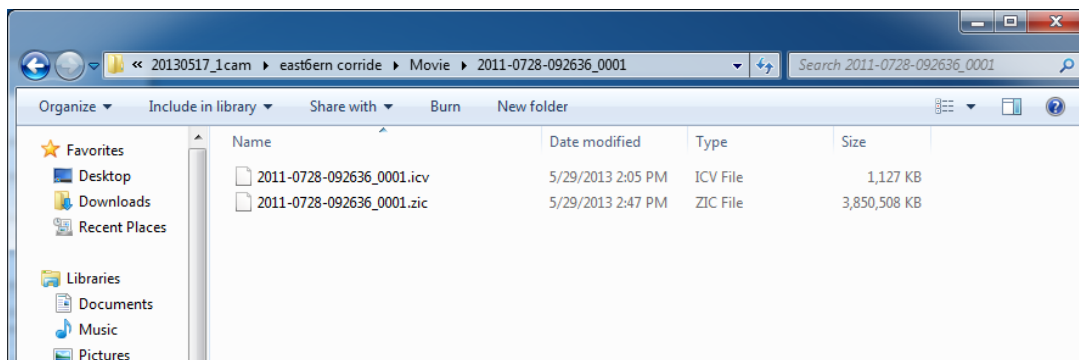 « 20130517_1cam ▸ east6ern corride ▸ Movie ▸ 2011-0728-092636_0001 Search 2011-0728-092636_0001
Organize Include in library Share with Burn New folder
Favorites
Desktop
Downloads
Recent Places
Libraries
Documents
Music
Pictures
Name Date modified Type Size
2011-0728-092636_0001.icv 5/29/2013 2:05 PM ICV File 1,127 KB
2011-0728-092636_0001.zic 5/29/2013 2:47 PM ZIC File 3,850,508 KB